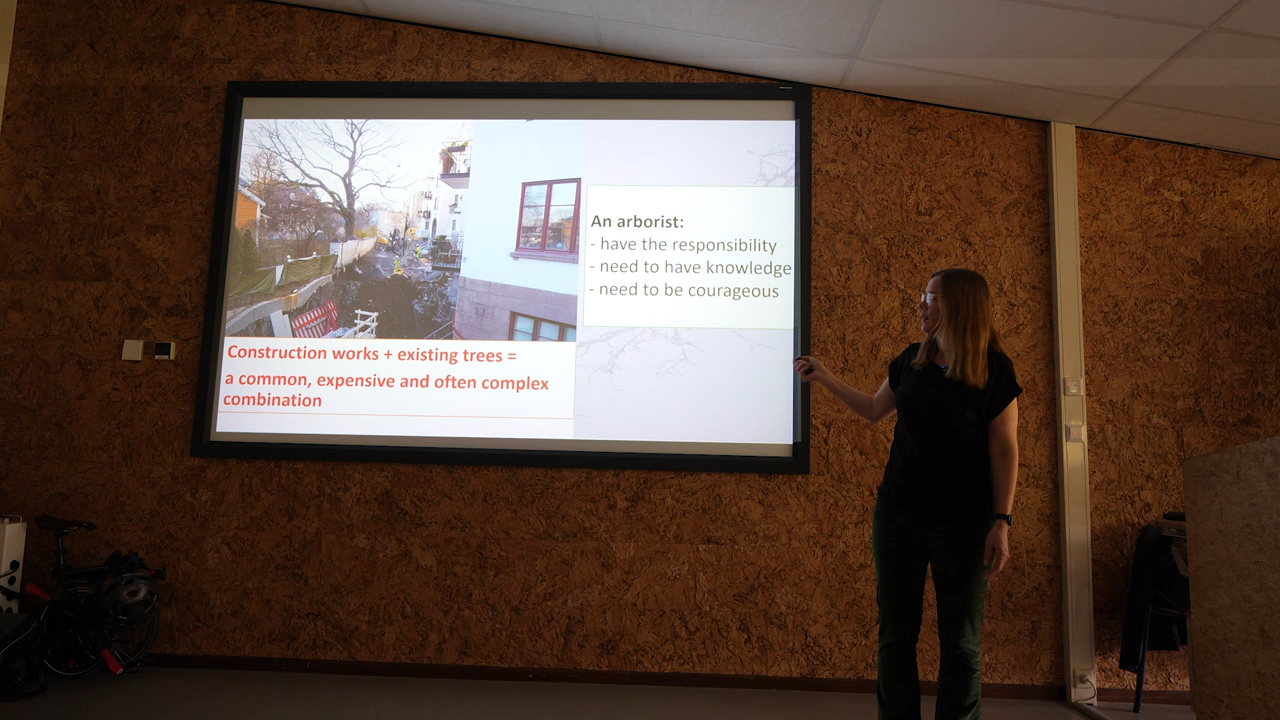 An arborist:
- have the responsibility
- need to have knowledge
- need to be courageous
Construction works + existing trees =
a common, expensive and often complex
combination